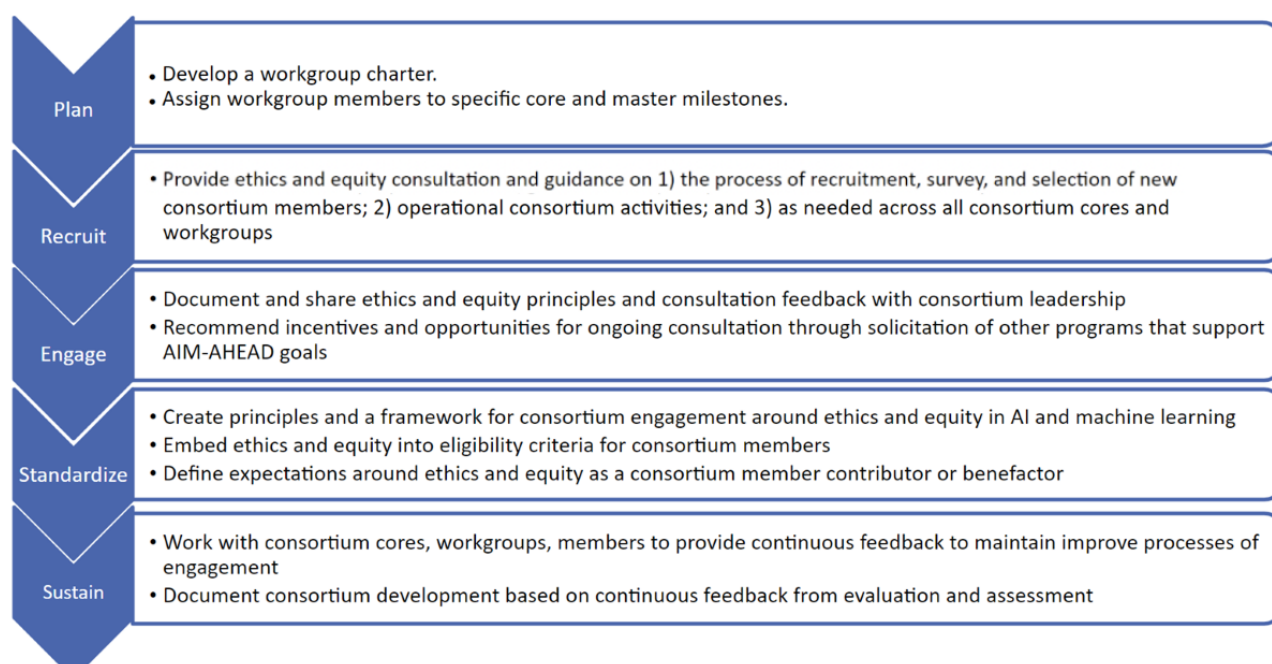 Plan
• Develop a workgroup charter.
• Assign workgroup members to specific core and master milestones.
Recruit
• Provide ethics and equity consultation and guidance on 1) the process of recruitment, survey, and selection of new
consortium members; 2) operational consortium activities; and 3) as needed across all consortium cores and
workgroups
Engage
• Document and share ethics and equity principles and consultation feedback with consortium leadership
• Recommend incentives and opportunities for ongoing consultation through solicitation of other programs that support
AIM-AHEAD goals
Standardize
• Create principles and a framework for consortium engagement around ethics and equity in AI and machine learning
• Embed ethics and equity into eligibility criteria for consortium members
• Define expectations around ethics and equity as a consortium member contributor or benefactor
Sustain
• Work with consortium cores, workgroups, members to provide continuous feedback to maintain improve processes of
engagement
• Document consortium development based on continuous feedback from evaluation and assessment